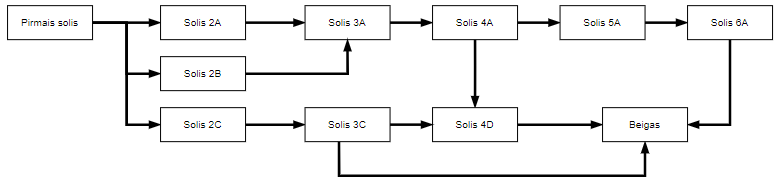 Pirmais solis
Solis 2A
Solis 3A
Solis 4A
Solis 5A
Solis 6A
Solis 2B
Solis 2C
Solis 3C
Solis 4D
Beigas